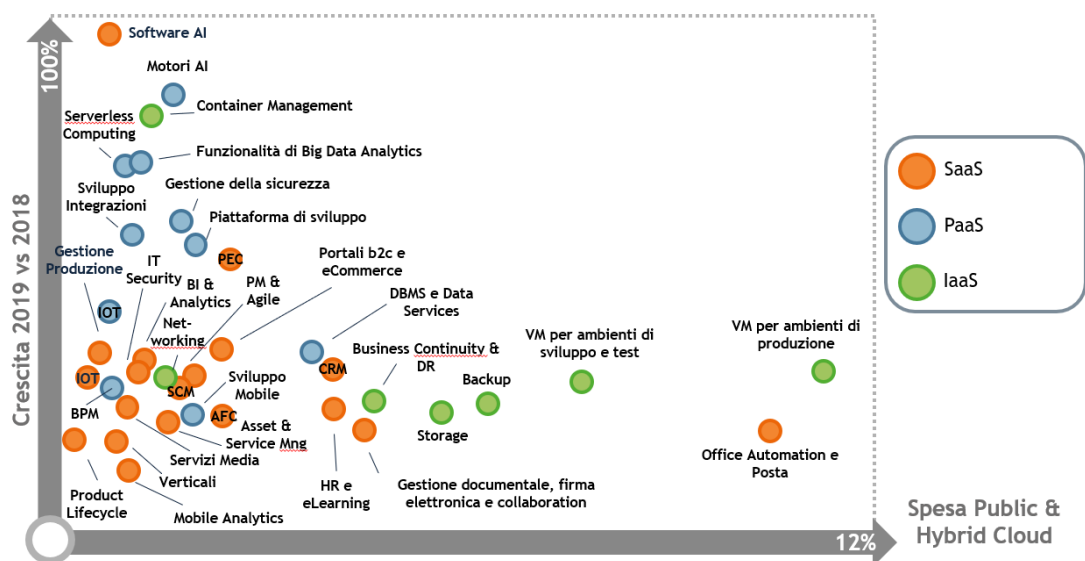 Software AI
100%
Motori AI
Container Management
Serverless
Computing
Funzionalità di Big Data Analytics
SaaS
Gestione della sicurezza
Sviluppo
Integrazioni
Piattaforma di sviluppo
PaaS
Gestione
Produzione
IT
Security
PEC
Portali b2c e
eCommerce
BI &
Analytics
PM &
Agile
IaaS
DBMS e Data
Services
IOT
Net-
working
Business Continuity &
DR
VM per ambienti di
sviluppo e test
VM per ambienti di
produzione
IOT
SCM
Sviluppo
Mobile
CRM
Backup
BPM
AFC
Asset &
Service Mng
Storage
Office Automation e
Posta
Servizi Media
Verticali
HR e
eLearning
Gestione documentale, firma
elettronica e collaboration
Product
Lifecycle
Mobile Analytics
Crescita 2019 vs 2018
12%
Spesa Public &
Hybrid Cloud